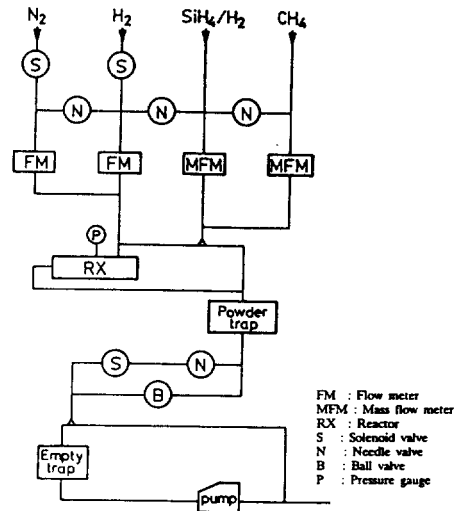 N2 H2 SiH4/H2 CH4
S S
N N N
FM FM MFM MFM
P
RX
Powder
trap
S N
B
FM : Flow meter
MFM : Mass flow meter
RX : Reactor
S : Solenoid valve
N : Needle valve
B : Ball valve
P : Pressure gauge
Empty
trap
pump